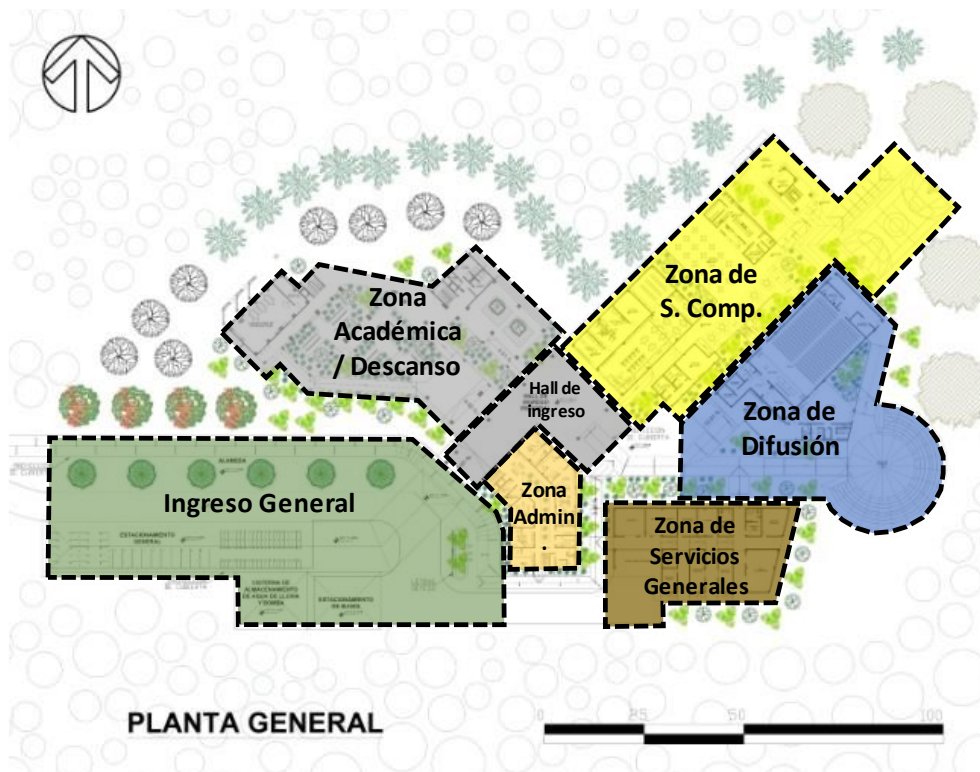 Zona de
S. Comp.
Zona
Académica
/ Descanso
Hall de
ingreso
Zona de
Difusión
ALAMEDA
Ingreso General
Zona
Admin
.
Zona de
Servicios
Generales
ESTACIONAMIENTO
GENERAL
CISTERNA DE
ALMACENAMIENTO
DE AGUA DE LLUVIA
Y BOMBA
ESTACIONAMIENTO
DE BUSES
PLANTA GENERAL
0 25 50 100